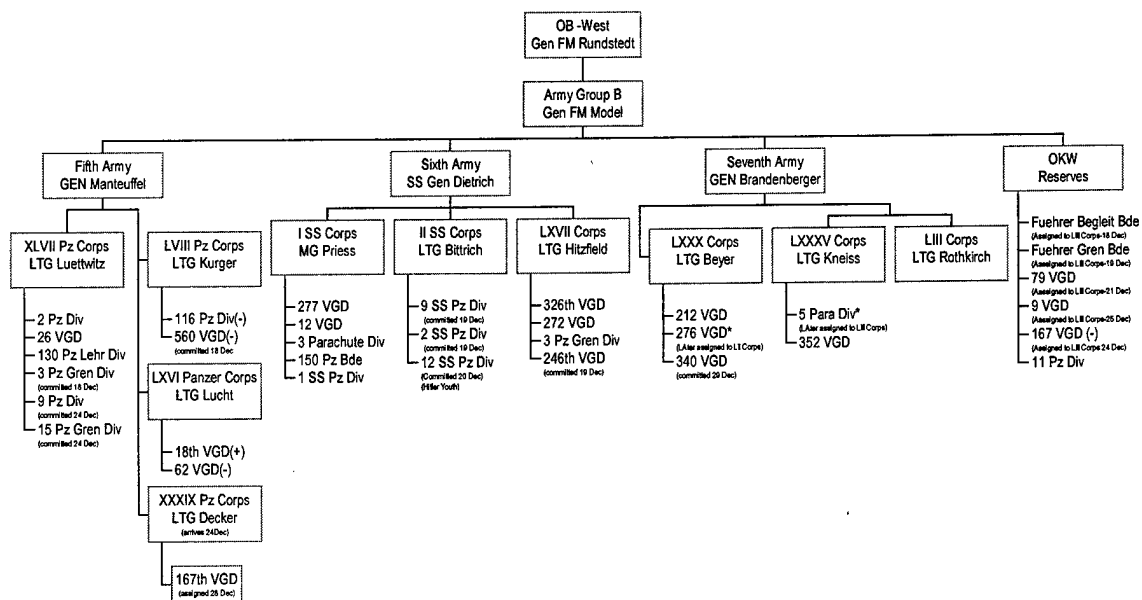 OB -West
Gen FM Rundstedt
Army Group B
Gen FM Model
Fifth Army
GEN Manteuffel
XLVII Pz Corps
LTG Luettwitz
2 Pz Div
26 VGD
130 Pz Lehr Div
3 Pz Gren Div
(committed 18 Dec)
9 Pz Div
(committed 24 Dec)
15 Pz Gren Div
(committed 24 Dec)
LVIII Pz Corps
LTG Kurger
116 Pz Div(-)
560 VGD(-)
(committed 18 Dec
LXVI Panzer Corps
LTG Lucht
18th VGD(+)
62 VGD(-)
XXXIX Pz Corps
LTG Decker
(arrives 24Dec)
167th VGD
(assigned 28 Dec)
Sixth Army
SS Gen Dietrich
I SS Corps
MG Priess
277 VGD
12 VGD
3 Parachute Div
150 Pz Bde
1 SS Pz Div
II SS Corps
LTG Bittrich
9 SS Pz Div
(committed 19 Dec)
2 SS Pz Div
(committed 19 Dec)
12 SS Pz Div
(Committed 20 Dec)
(Hitler Youth)
LXVII Corps
LTG Hitzfield
326th VGD
272 VGD
3 Pz Gren Div
246th VGD
(committed 19 Dec)
Seventh Army
GEN Brandenberger
LXXX Corps
LTG Beyer
212 VGD
276 VGD*
(LAter assigned to LII Corps)
340 VGD
(committed 29 Dec)
LXXXV Corps
LTG Kneiss
5 Para Div*
(LAter assigned to LIII Corps)
352 VGD
LIII Corps
LTG Rothkirch
OKW
Reserves
Fuehrer Begleit Bde
(Assigned to LIII Corps-18 Dec)
Fuehrer Gren Bde
(Assigned to LIII Corps-19 Dec)
79 VGD
(Assigned to LIII Corps-21 Dec)
9 VGD
(Assigned to LIII Corps-25 Dec)
167 VGD (-)
(Assigned to LIII Corps 24 Dec)
11 Pz Div